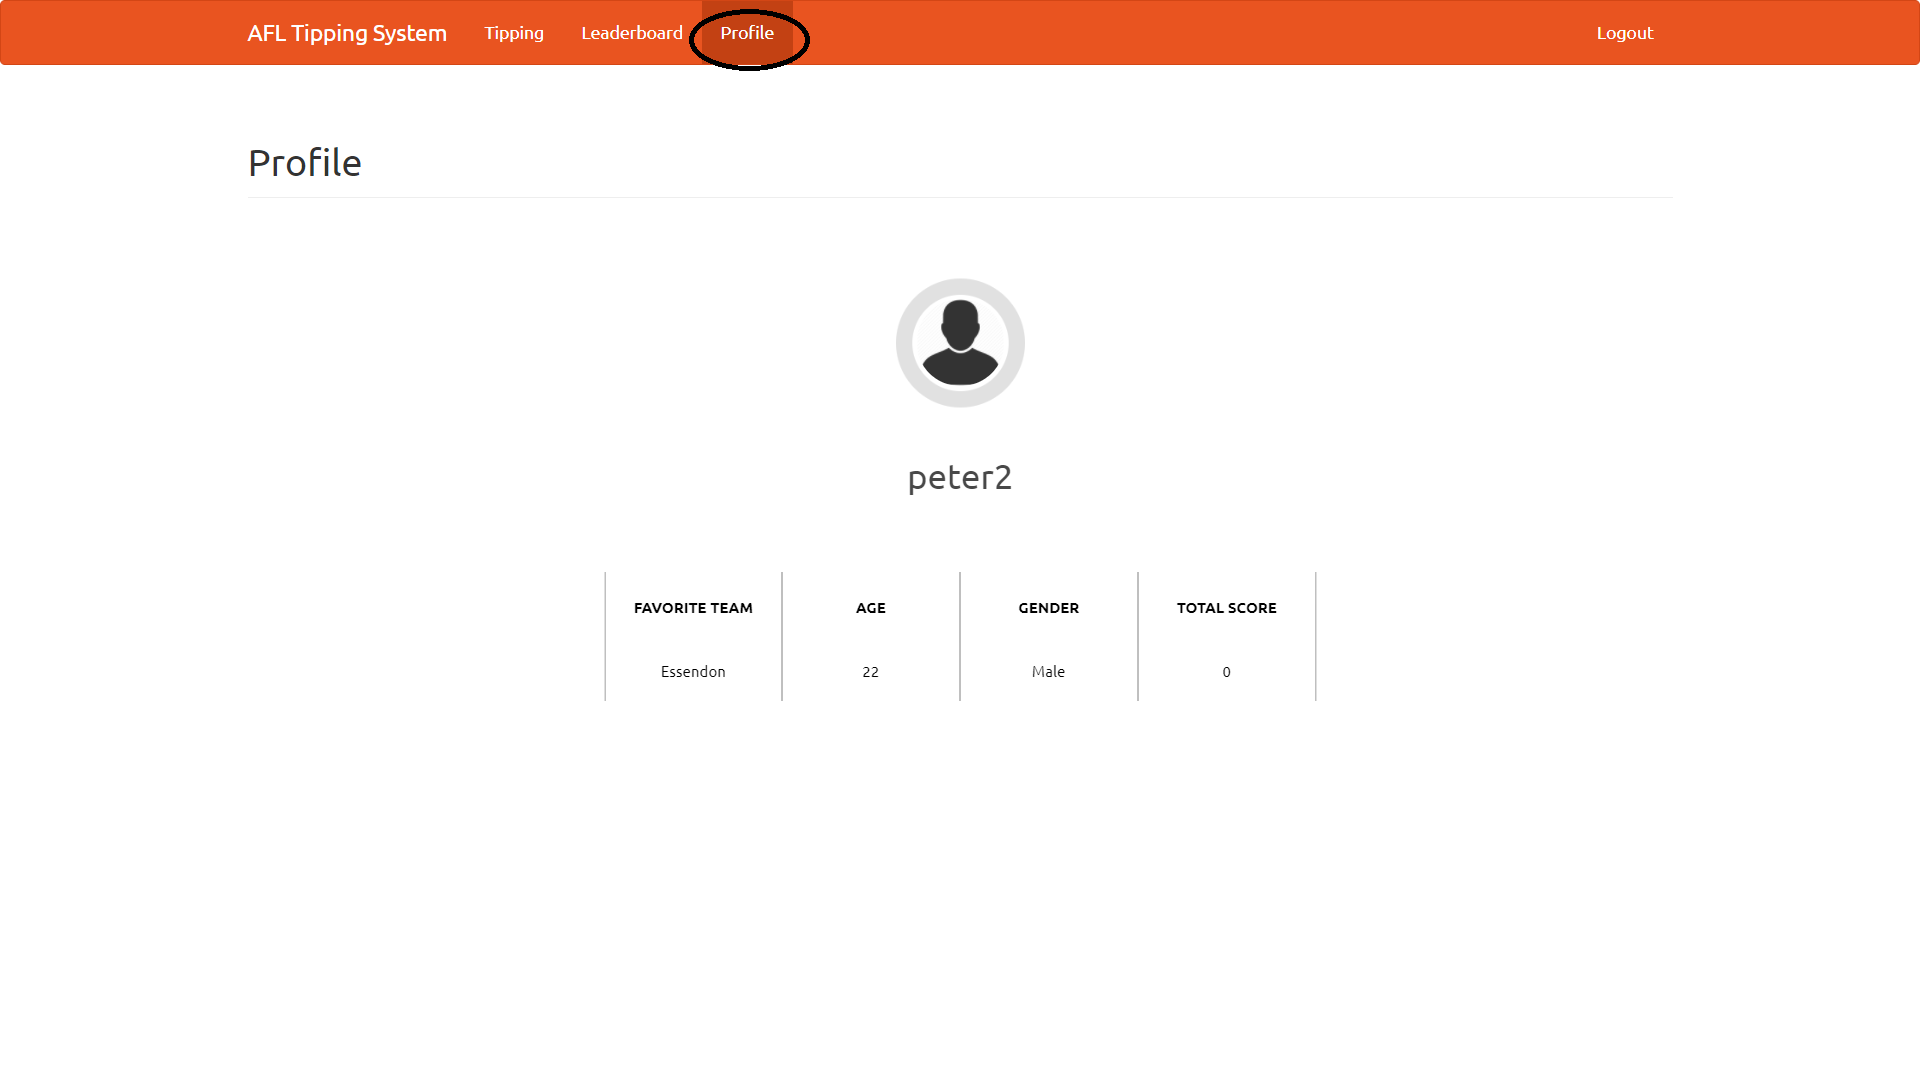 AFL Tipping System Tipping Leaderboard Profile Logout
Profile
peter2
FAVORITE TEAM AGE GENDER TOTAL SCORE
Essendon 22 Male 0